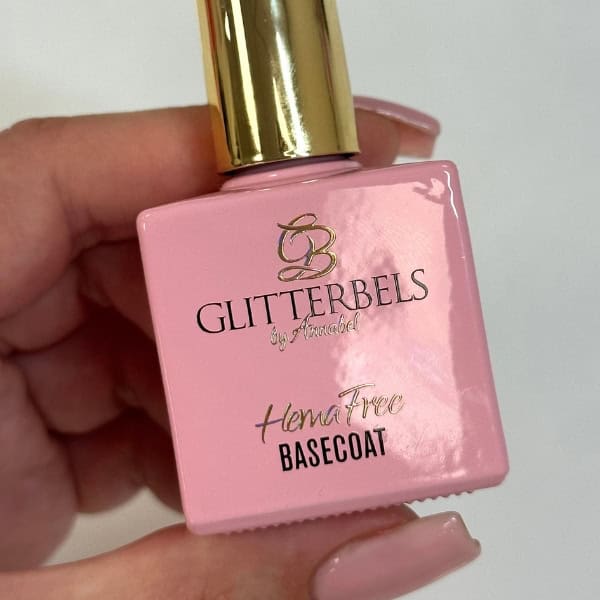 GB
GLITTERBELS
by Annabel
Hema Free
BASECOAT